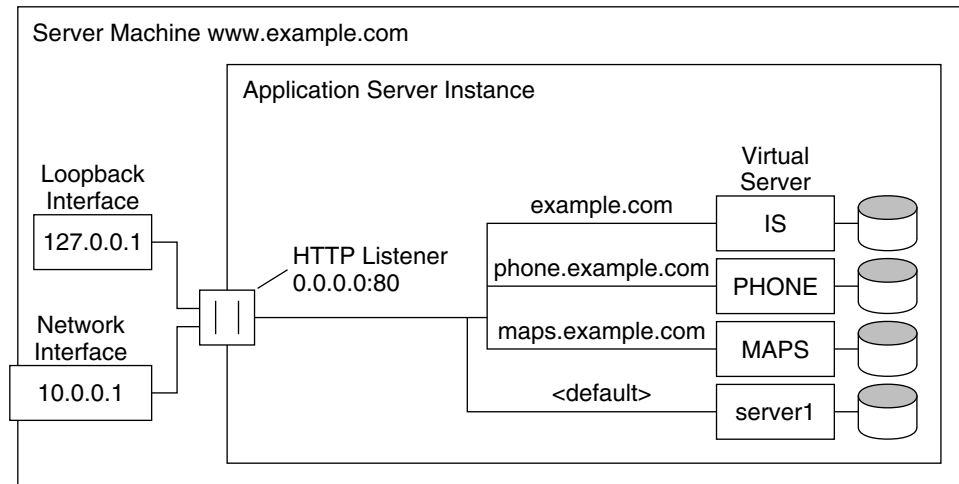 Server Machine www.example.com
Application Server Instance
Loopback
Interface
127.0.0.1
Network
Interface
10.0.0.1
HTTP Listener
0.0.0.0:80
Virtual
Server
example.com
IS
phone.example.com
PHONE
maps.example.com
MAPS
<default>
server1